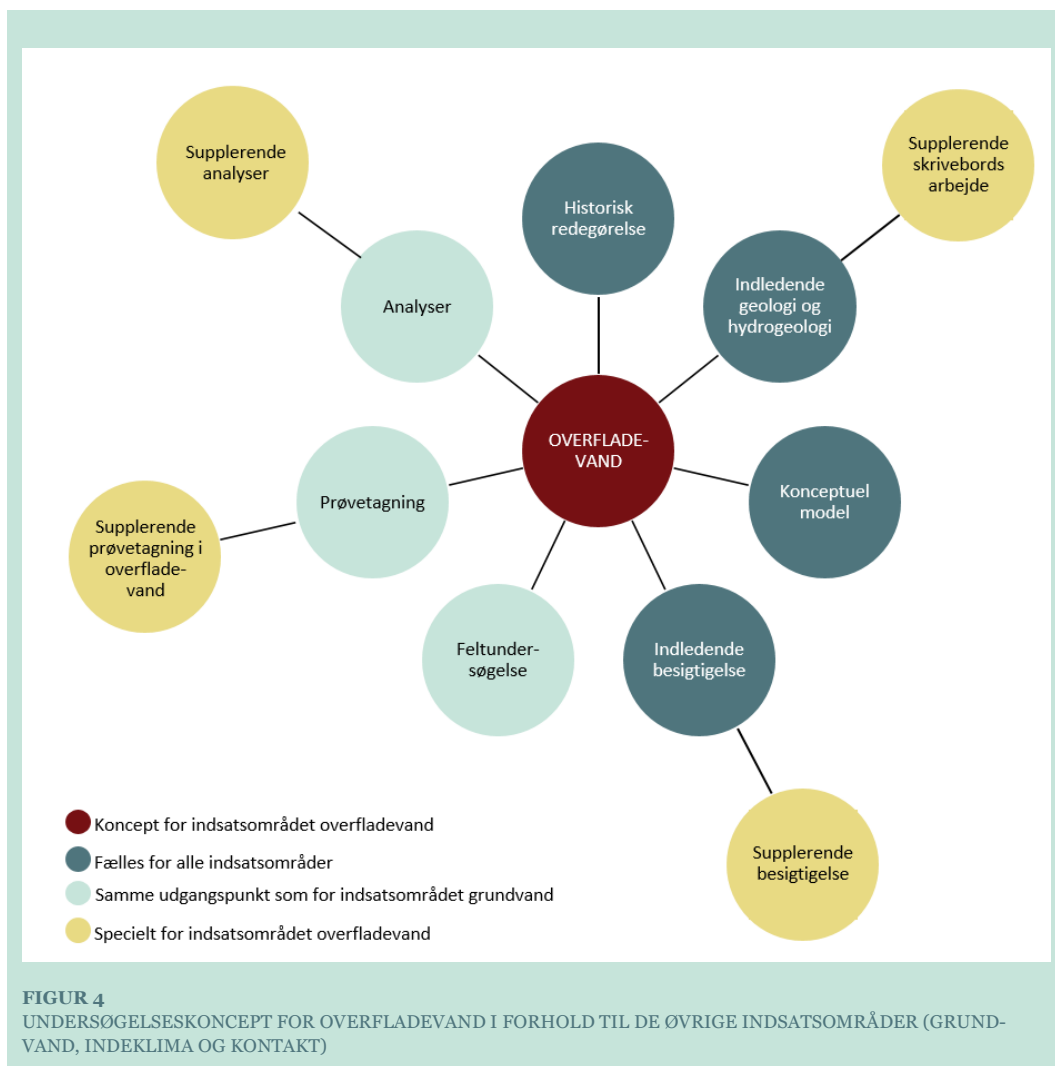 Supplerende
analyser
Supplerende
skrivebords
arbejde
Historisk
redegørelse
Indledende
geologi og
hydrogeologi
Analyser
OVERFLADE-
VAND
Konceptuel
model
Prøvetagning
Supplerende
prøvetagning i
overflade-
vand
Feltunder-
søgelse
Indledende
besigtigelse
Supplerende
besigtigelse
Koncept for indsatsområdet overfladevand
Fælles for alle indsatsområder
Samme udgangspunkt som for indsatsområdet grundvand
Specielt for indsatsområdet overfladevand
FIGUR 4
UNDERSØGELSESKONCEPT FOR OVERFLADEVAND I FORHOLD TIL DE ØVRIGE INDSATSOMRÅDER (GRUND-
VAND, INDEKLIMA OG KONTAKT)